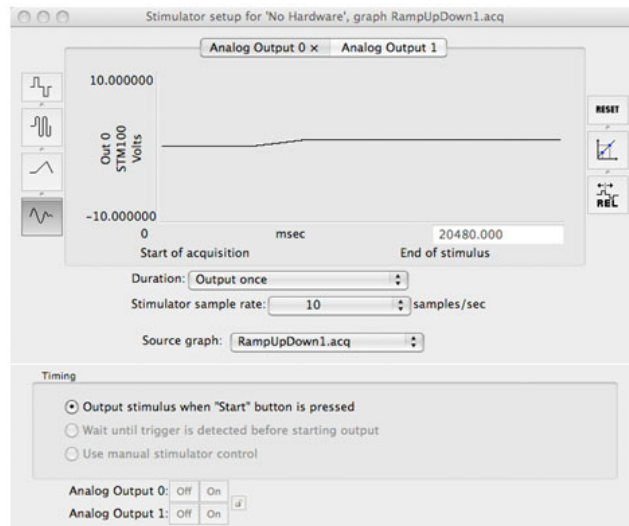 Stimulator setup for 'No Hardware', graph RampUpDown1.acq
Analog Output 0 × Analog Output 1
10.000000
Out 0
STM100
Volts
-10.000000
0 msec 20480.000
Start of acquisition End of stimulus
RESET
REL
Duration: Output once
Stimulator sample rate: 10 samples/sec
Source graph: RampUpDown1.acq
Timing
Output stimulus when "Start" button is pressed
Wait until trigger is detected before starting output
Use manual stimulator control
Analog Output 0: Off On
Analog Output 1: Off On